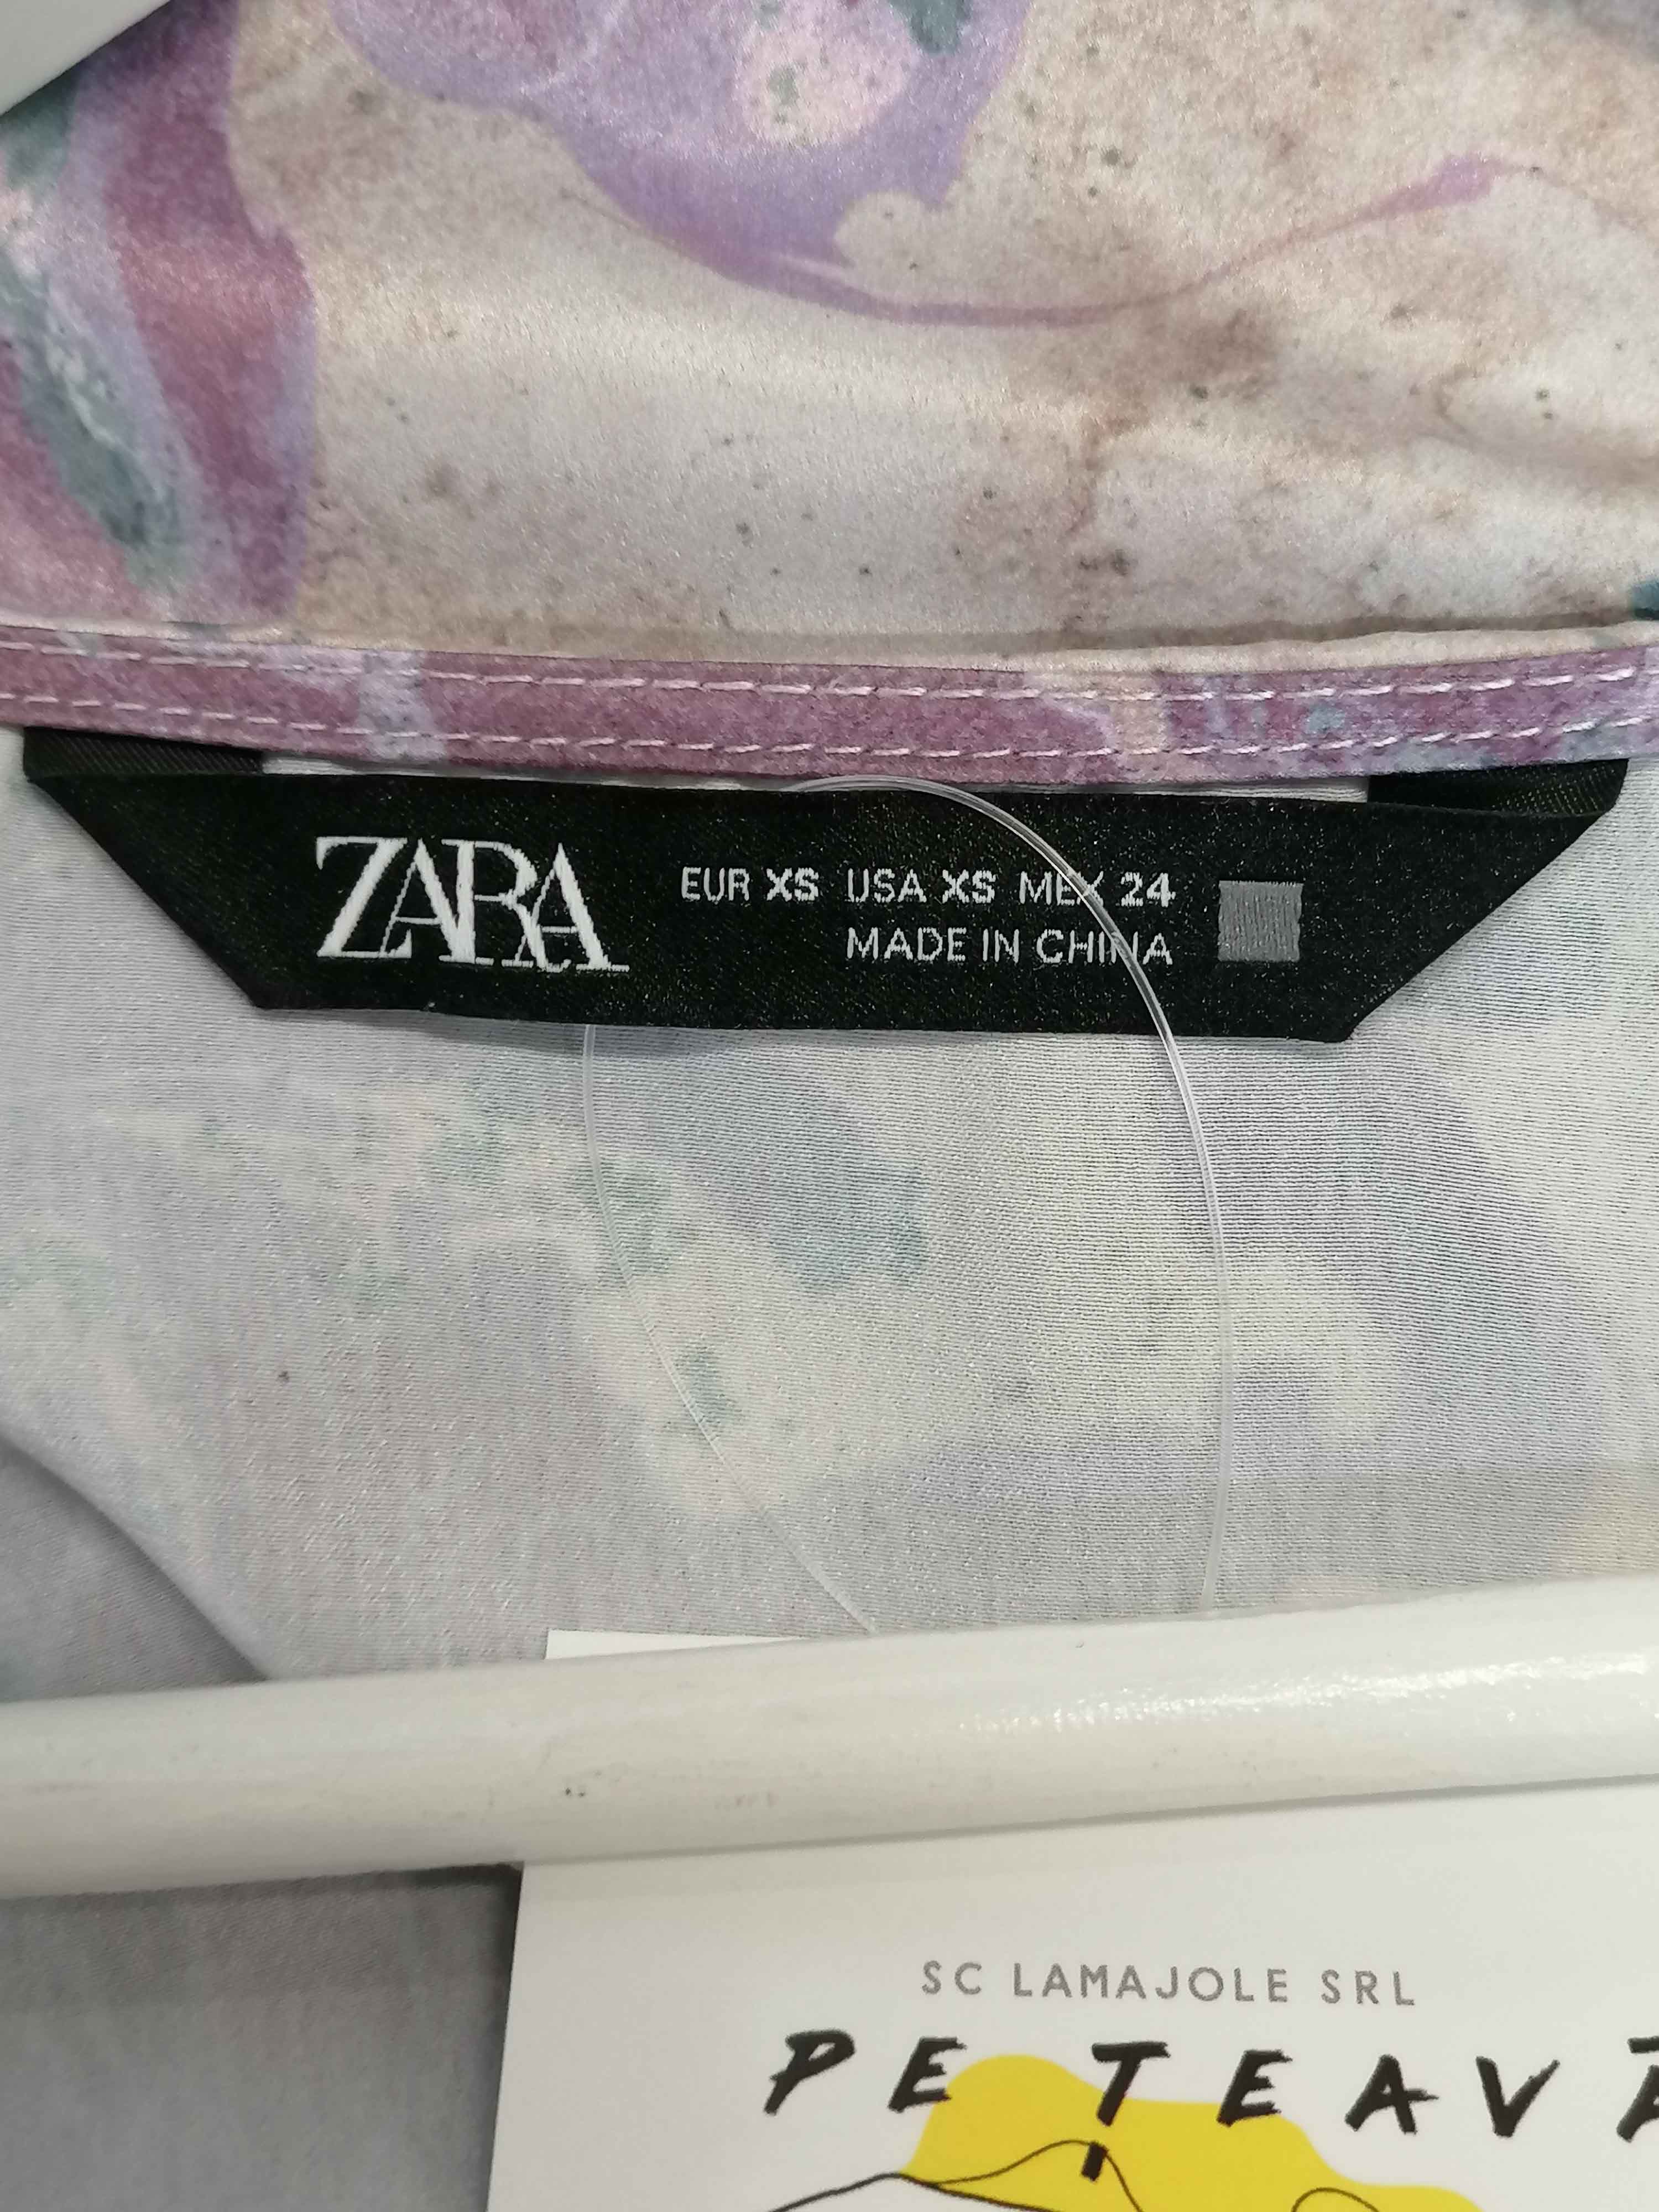 ZARA
EUR XS USA XS MEX 24
MADE IN CHINA
SC LAMAJOLE SRL
PE TEAV